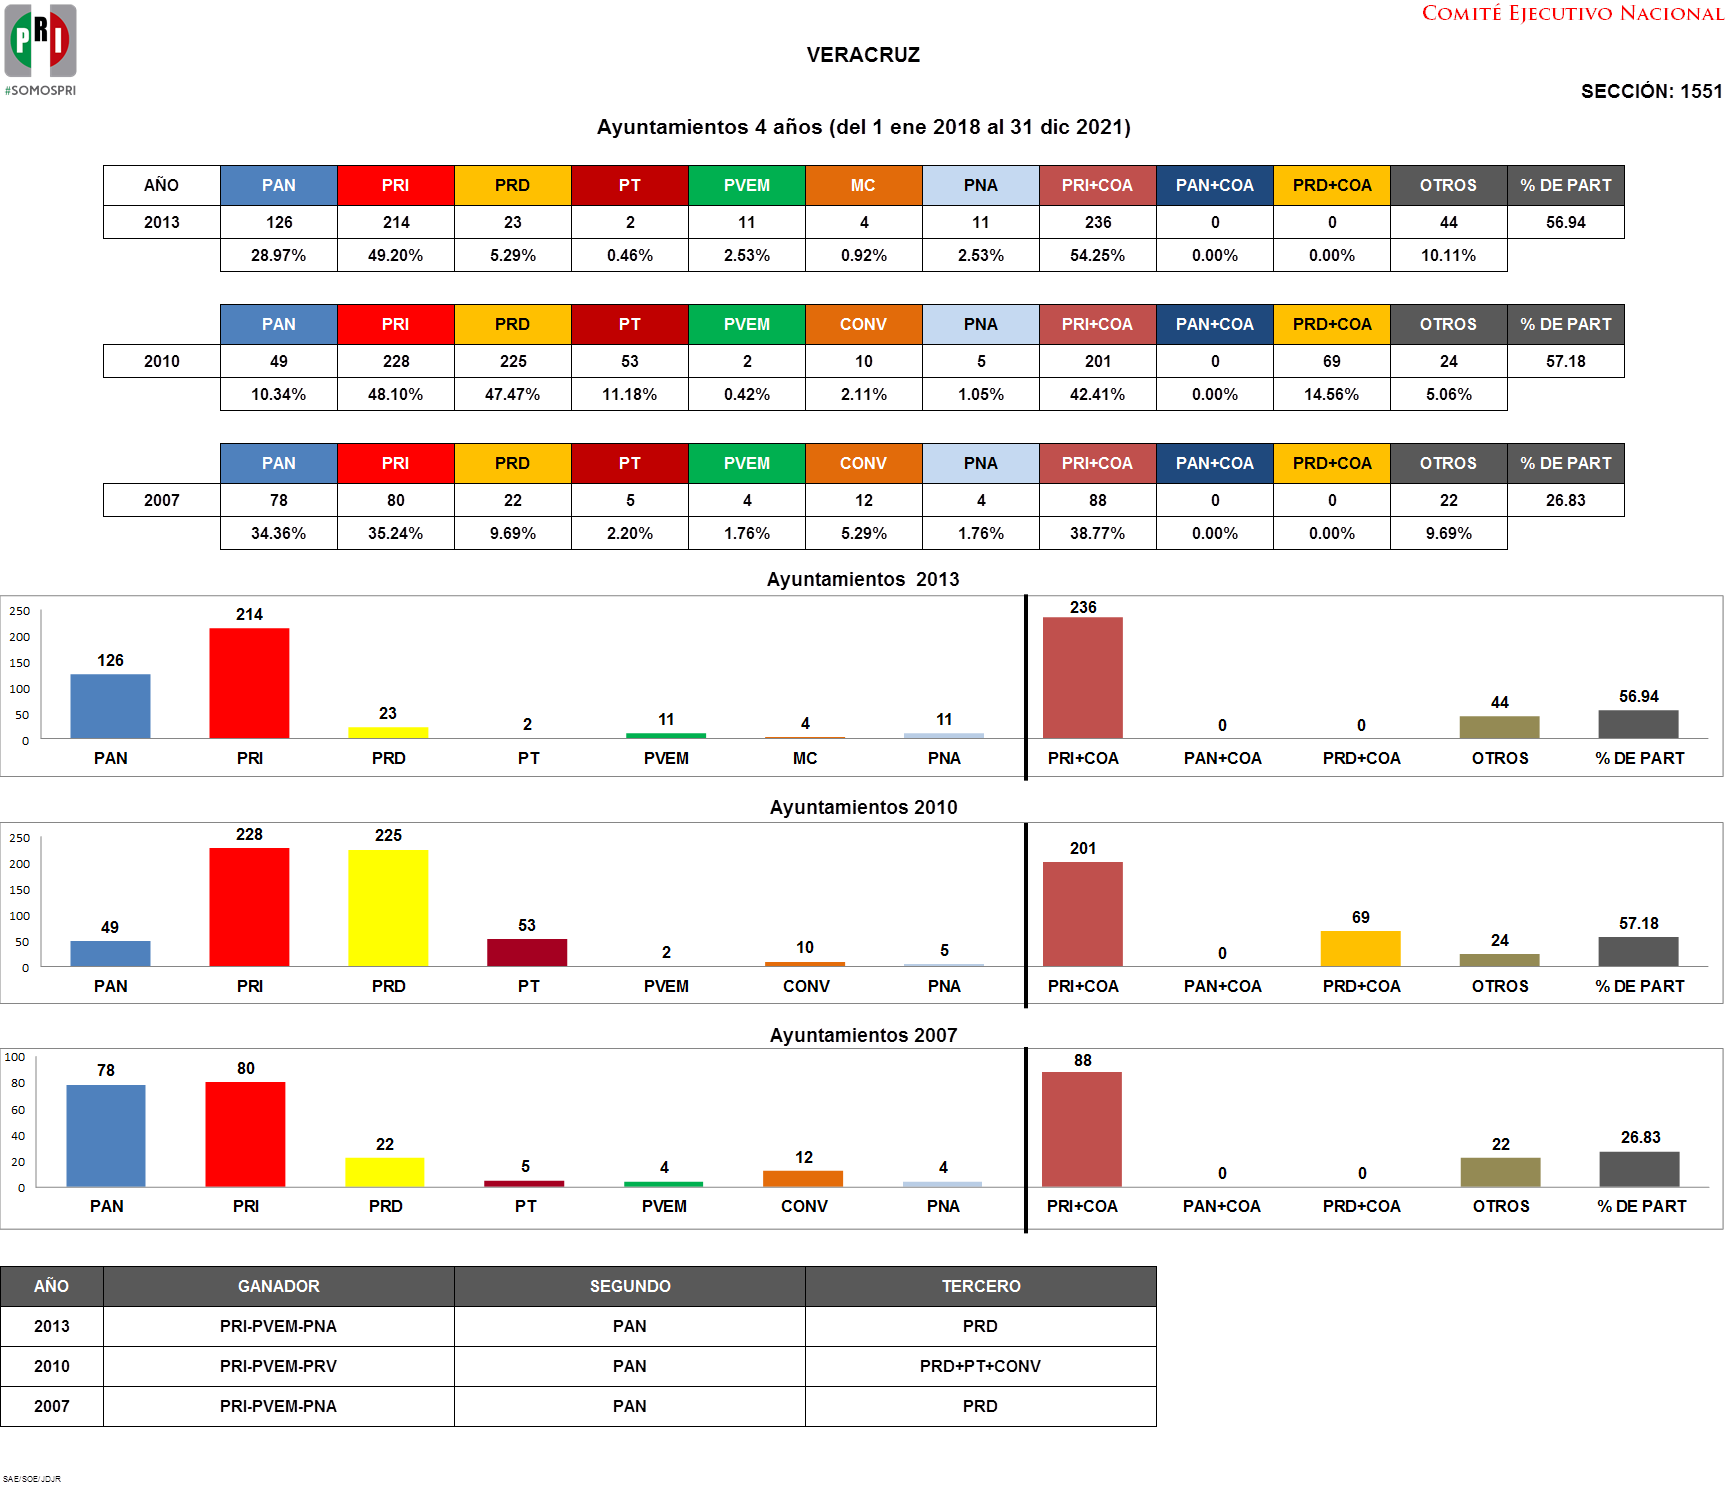 PRI
#SOMOSPRI
COMITÉ EJECUTIVO NACIONAL
VERACRUZ
SECCIÓN: 1551
Ayuntamientos 4 años (del 1 ene 2018 al 31 dic 2021)
AÑO PAN PRI PRD PT PVEM MC PNA PRI+COA PAN+COA PRD+COA OTROS % DE PART
2013 126 214 23 2 11 4 11 236 0 0 44 56.94
28.97% 49.20% 5.29% 0.46% 2.53% 0.92% 2.53% 54.25% 0.00% 0.00% 10.11%
PAN PRI PRD PT PVEM CONV PNA PRI+COA PAN+COA PRD+COA OTROS % DE PART
2010 49 228 225 53 2 10 5 201 0 69 24 57.18
10.34% 48.10% 47.47% 11.18% 0.42% 2.11% 1.05% 42.41% 0.00% 14.56% 5.06%
PAN PRI PRD PT PVEM CONV PNA PRI+COA PAN+COA PRD+COA OTROS % DE PART
2007 78 80 22 5 4 12 4 88 0 0 22 26.83
34.36% 35.24% 9.69% 2.20% 1.76% 5.29% 1.76% 38.77% 0.00% 0.00% 9.69%
Ayuntamientos 2013
250
200
150
100
50
0
126 214 23 2 11 4 11 236 0 0 44 56.94
PAN PRI PRD PT PVEM MC PNA PRI+COA PAN+COA PRD+COA OTROS % DE PART
Ayuntamientos 2010
250
200
150
100
50
0
49 228 225 53 2 10 5 201 0 69 24 57.18
PAN PRI PRD PT PVEM CONV PNA PRI+COA PAN+COA PRD+COA OTROS % DE PART
Ayuntamientos 2007
100
80
60
40
20
0
78 80 22 5 4 12 4 88 0 0 22 26.83
PAN PRI PRD PT PVEM CONV PNA PRI+COA PAN+COA PRD+COA OTROS % DE PART
AÑO GANADOR SEGUNDO TERCERO
2013 PRI-PVEM-PNA PAN PRD
2010 PRI-PVEM-PRV PAN PRD+PT+CONV
2007 PRI-PVEM-PNA PAN PRD
SAE/SOE/JDJR